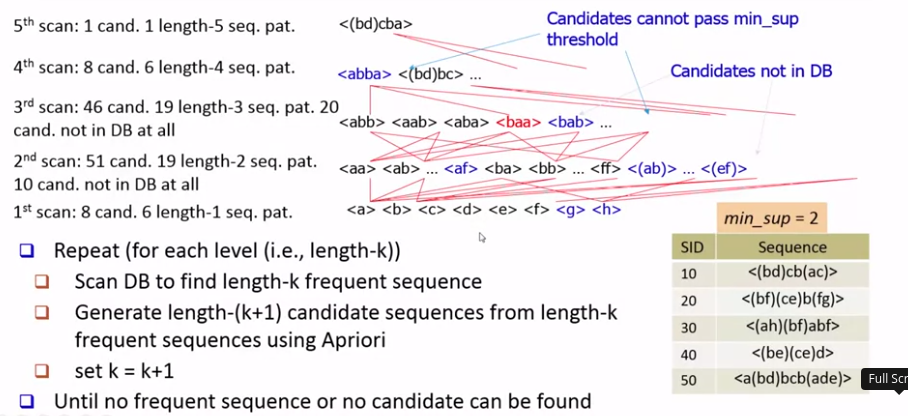 5th scan: 1 cand. 1 length-5 seq. pat.
<(bd)cba>
Candidates cannot pass min_sup
threshold
4th scan: 8 cand. 6 length-4 seq. pat.
<abba> <(bd)bc> ...
Candidates not in DB
3rd scan: 46 cand. 19 length-3 seq. pat. 20
cand. not in DB at all
<abb> <aab> <aba> <baa> <bab> ...
2nd scan: 51 cand. 19 length-2 seq. pat.
10 cand. not in DB at all
<aa> <ab> ... <af> <ba> <bb> ... <ff> <(ab)> ... <(ef)>
1st scan: 8 cand. 6 length-1 seq. pat.
<a> <b> <c> <d> <e> <f> <g> <h>
Repeat (for each level (i.e., length-k))
Scan DB to find length-k frequent sequence
Generate length-(k+1) candidate sequences from length-k
frequent sequences using Apriori
set k = k+1
Until no frequent sequence or no candidate can be found
min_sup = 2
SID Sequence
10 <(bd)cb(ac)>
20 <(bf)(ce)b(fg)>
30 <(ah)(bf)abf>
40 <(be)(ce)d>
50 <a(bd)bcb(ade)>
Full Scr